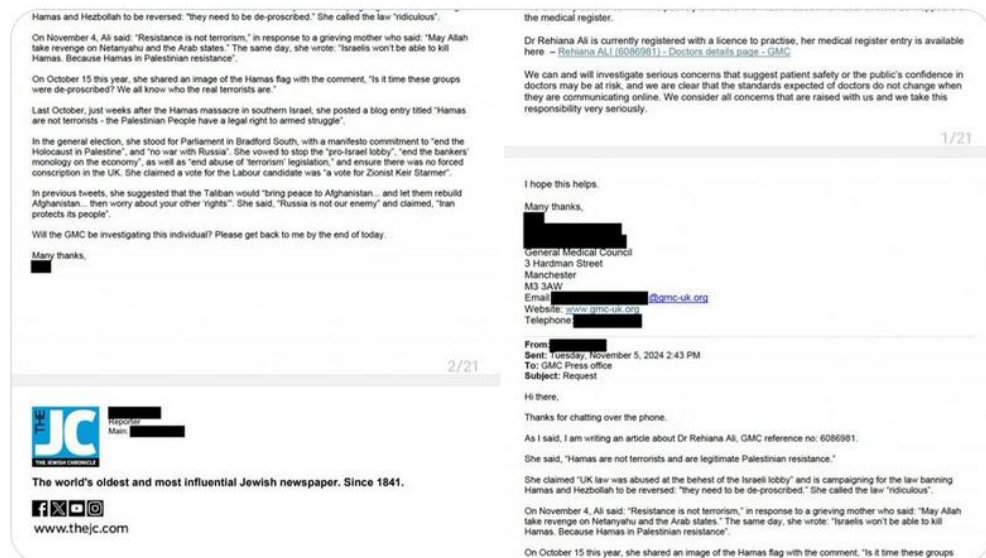 Hamas and Hezbollah to be reversed: "they need to be de-proscribed." She called the law "ridiculous".
On November 4, Ali said: "Resistance is not terrorism," in response to a grieving mother who said: "May Allah
take revenge on Netanyahu and the Arab states." The same day, she wrote: "Israelis won't be able to kill
Hamas. Because Hamas in Palestinian resistance".
On October 15 this year, she shared an image of the Hamas flag with the comment, "Is it time these groups
were de-proscribed? We all know who the real terrorists are."
Last October, just weeks after the Hamas massacre in southern Israel, she posted a blog entry titled "Hamas
are not terrorists - the Palestinian People have a legal right to armed struggle".
In the general election, she stood for Parliament in Bradford South, with a manifesto commitment to "end the
Holocaust in Palestine", and "no war with Russia". She vowed to stop the "pro-Israel lobby", "end the bankers'
monology on the economy", as well as "end abuse of 'terrorism' legislation," and ensure there was no forced
conscription in the UK. She claimed a vote for the Labour candidate was "a vote for Zionist Keir Starmer".
In previous tweets, she suggested that the Taliban would "bring peace to Afghanistan... and let them rebuild
Afghanistan... then worry about your other 'rights'". She said, "Russia is not our enemy" and claimed, "Iran
protects its people".
Will the GMC be investigating this individual? Please get back to me by the end of today.
Many thanks,
2/21
THE JC
THE JEWISH CHRONICLE
Reporter
Main:
The world's oldest and most influential Jewish newspaper. Since 1841.
www.thejc.com
the medical register.
Dr Rehiana Ali is currently registered with a licence to practise, her medical register entry is available
here – Rehiana ALI (6086981) - Doctors details page - GMC
We can and will investigate serious concerns that suggest patient safety or the public's confidence in
doctors may be at risk, and we are clear that the standards expected of doctors do not change when
they are communicating online. We consider all concerns that are raised with us and we take this
responsibility very seriously.
1/21
I hope this helps.
Many thanks,
General Medical Council
3 Hardman Street
Manchester
M3 3AW
Email: @gmc-uk.org
Website: www.gmc-uk.org
Telephone:
From:
Sent: Tuesday, November 5, 2024 2:43 PM
To: GMC Press office
Subject: Request
Hi there,
Thanks for chatting over the phone.
As I said, I am writing an article about Dr Rehiana Ali, GMC reference no: 6086981.
She said, "Hamas are not terrorists and are legitimate Palestinian resistance."
She claimed "UK law was abused at the behest of the Israeli lobby" and is campaigning for the law banning
Hamas and Hezbollah to be reversed: "they need to be de-proscribed." She called the law "ridiculous".
On November 4, Ali said: "Resistance is not terrorism," in response to a grieving mother who said: "May Allah
take revenge on Netanyahu and the Arab states." The same day, she wrote: "Israelis won't be able to kill
Hamas. Because Hamas in Palestinian resistance".
On October 15 this year, she shared an image of the Hamas flag with the comment, "Is it time these groups